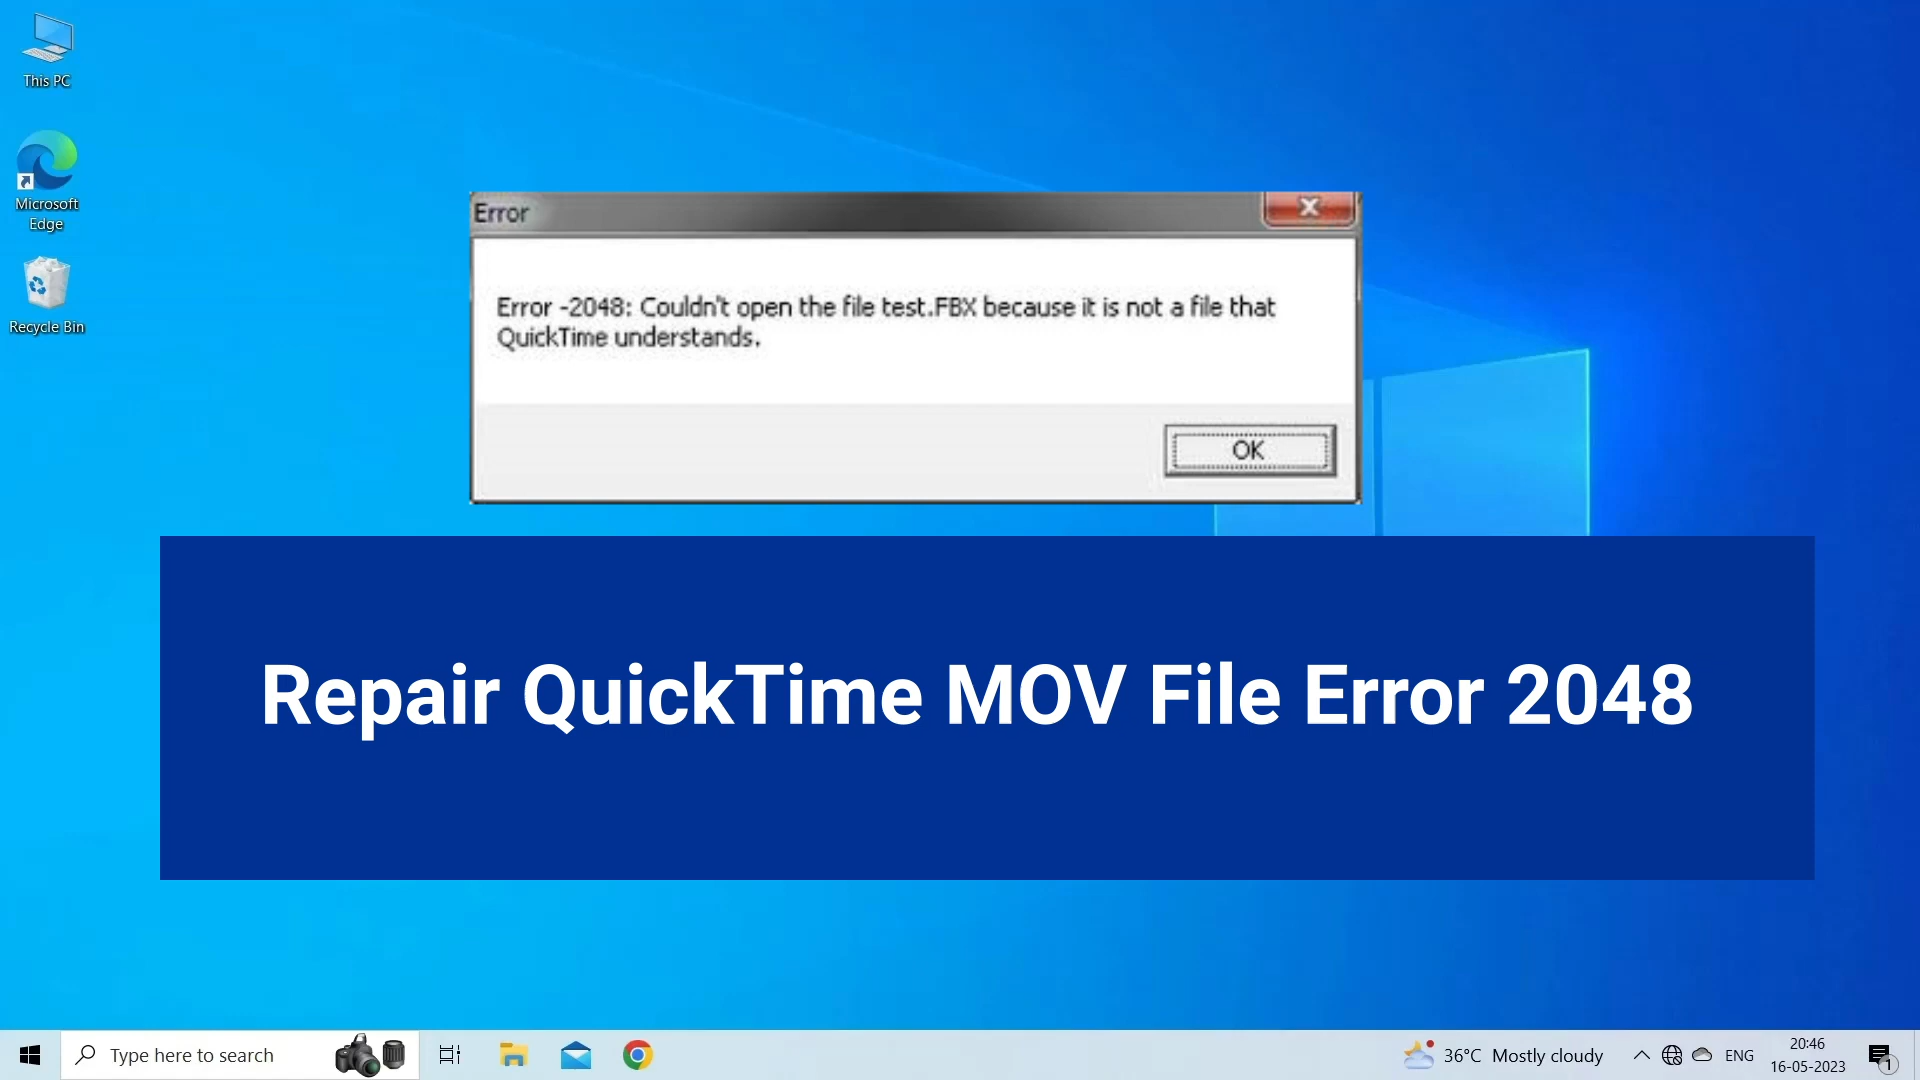 This PC
Microsoft
Edge
Recycle Bin
Error
Error -2048: Couldn't open the file test.FBX because it is not a file that
QuickTime understands.
OK
Repair QuickTime MOV File Error 2048
Type here to search
36°C Mostly cloudy
ENG
20:46
16-05-2023
1